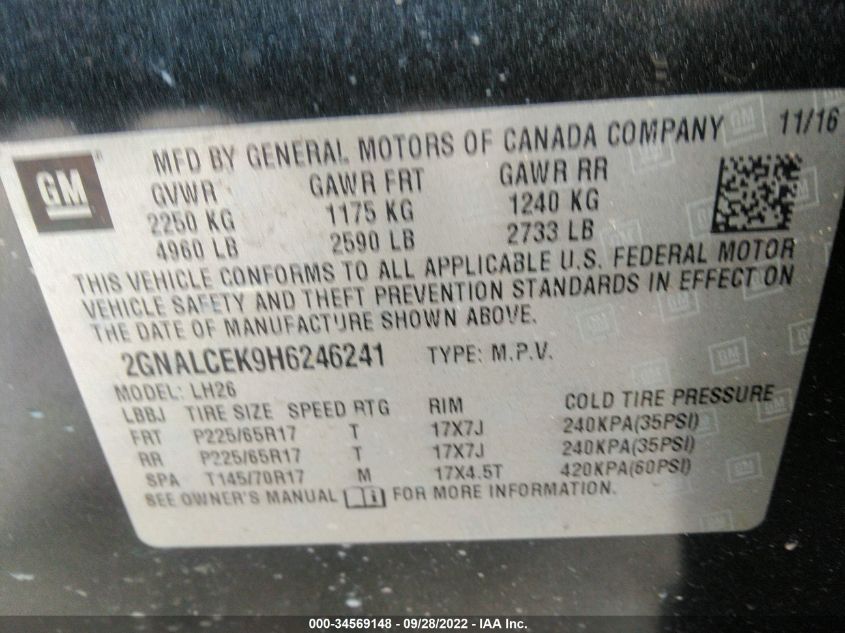 MFD BY GENERAL MOTORS OF CANADA COMPANY 11/16
GM
GVWR GAWR FRT GAWR RR
2250 KG 1175 KG 1240 KG
4960 LB 2590 LB 2733 LB
THIS VEHICLE CONFORMS TO ALL APPLICABLE U.S. FEDERAL MOTOR
VEHICLE SAFETY AND THEFT PREVENTION STANDARDS IN EFFECT ON
THE DATE OF MANUFACTURE SHOWN ABOVE.
2GNALCEK9H6246241 TYPE: M.P.V.
MODEL: LH26
LBBJ TIRE SIZE SPEED RTG RIM COLD TIRE PRESSURE
FRT P225/65R17 T 17X7J 240KPA(35PSI)
RR P225/65R17 T 17X7J 240KPA(35PSI)
SPA T145/70R17 M 17X4.5T 420KPA(60PSI)
SEE OWNER'S MANUAL FOR MORE INFORMATION.
000-34569148 - 09/28/2022 - IAA Inc.